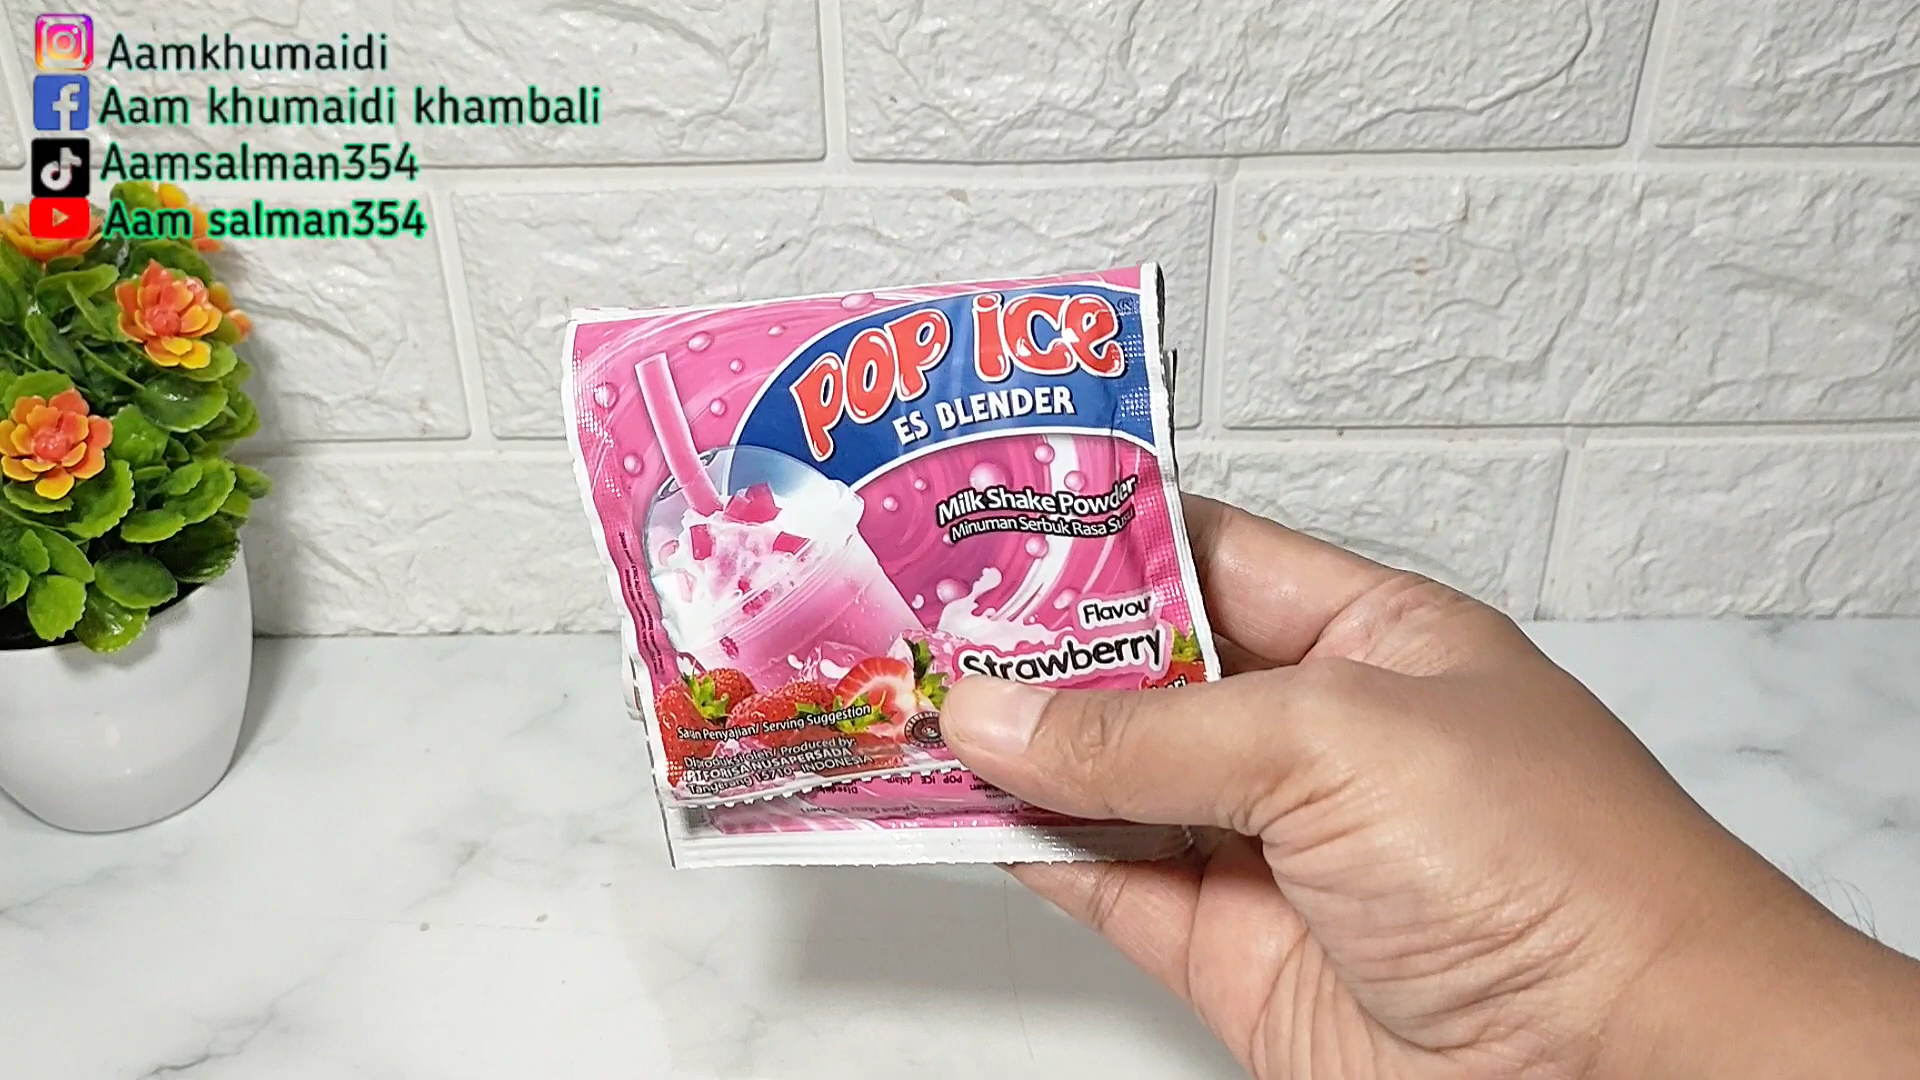 Aamkhumaidi
Aam khumaidi khambali
Aamsalman354
Aam salman354
POP ICE
ES BLENDER
Milk Shake Powder
Minuman Serbuk Rasa
Flavour
Strawberry
Saran Penyajian/ Serving Suggestion
Diproduksi oleh/ Produced by:
PT.FORISA NUSAPERSADA
Tangerang 15710 - INDONESIA